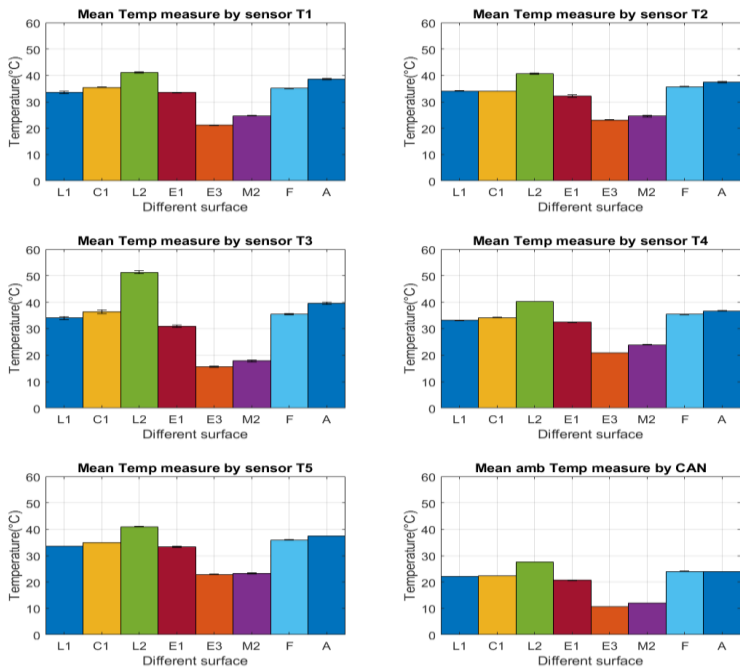 Mean Temp measure by sensor T1
60
50
40
30
20
10
0
Temperature(°C)
L1 C1 L2 E1 E3 M2 F A
Different surface
Mean Temp measure by sensor T2
60
50
40
30
20
10
0
Temperature(°C)
L1 C1 L2 E1 E3 M2 F A
Different surface
Mean Temp measure by sensor T3
60
50
40
30
20
10
0
Temperature(°C)
L1 C1 L2 E1 E3 M2 F A
Different surface
Mean Temp measure by sensor T4
60
50
40
30
20
10
0
Temperature(°C)
L1 C1 L2 E1 E3 M2 F A
Different surface
Mean Temp measure by sensor T5
60
50
40
30
20
10
0
Temperature(°C)
L1 C1 L2 E1 E3 M2 F A
Different surface
Mean amb Temp measure by CAN
60
50
40
30
20
10
0
Temperature(°C)
L1 C1 L2 E1 E3 M2 F A
Different surface